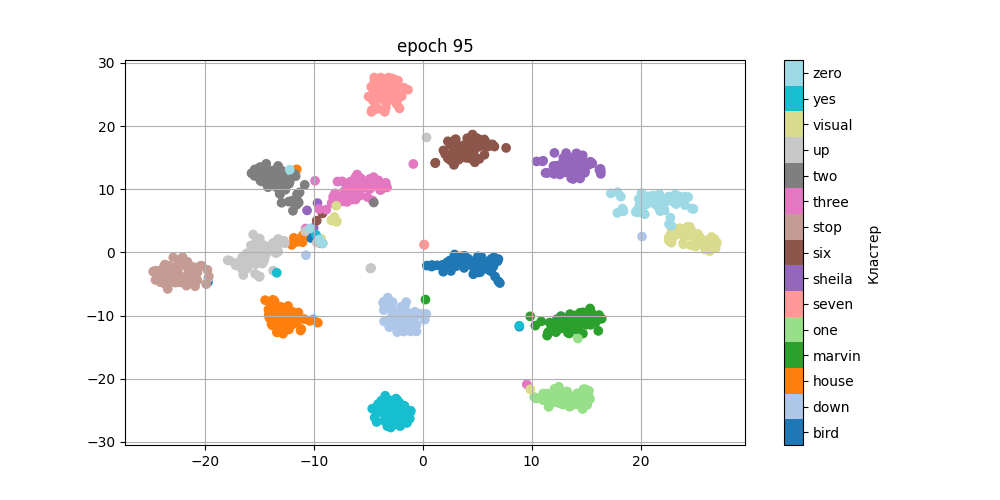 epoch 95
30
20
10
0
−10
−20
−30
−20
−10
0
10
20
zero
yes
visual
up
two
three
stop
six
sheila
seven
one
marvin
house
down
bird
Кластер